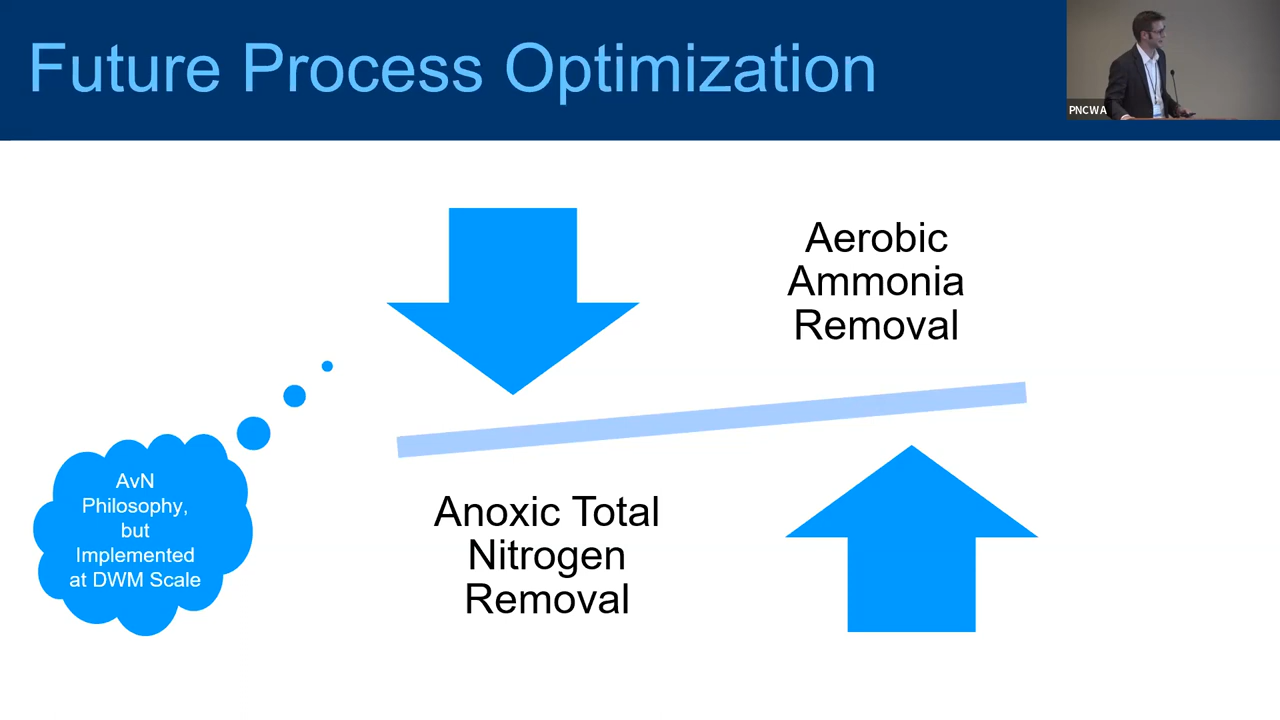 Future Process Optimization
PNCWA
Aerobic
Ammonia
Removal
AvN
Philosophy,
but
Implemented
at DWM Scale
Anoxic Total
Nitrogen
Removal